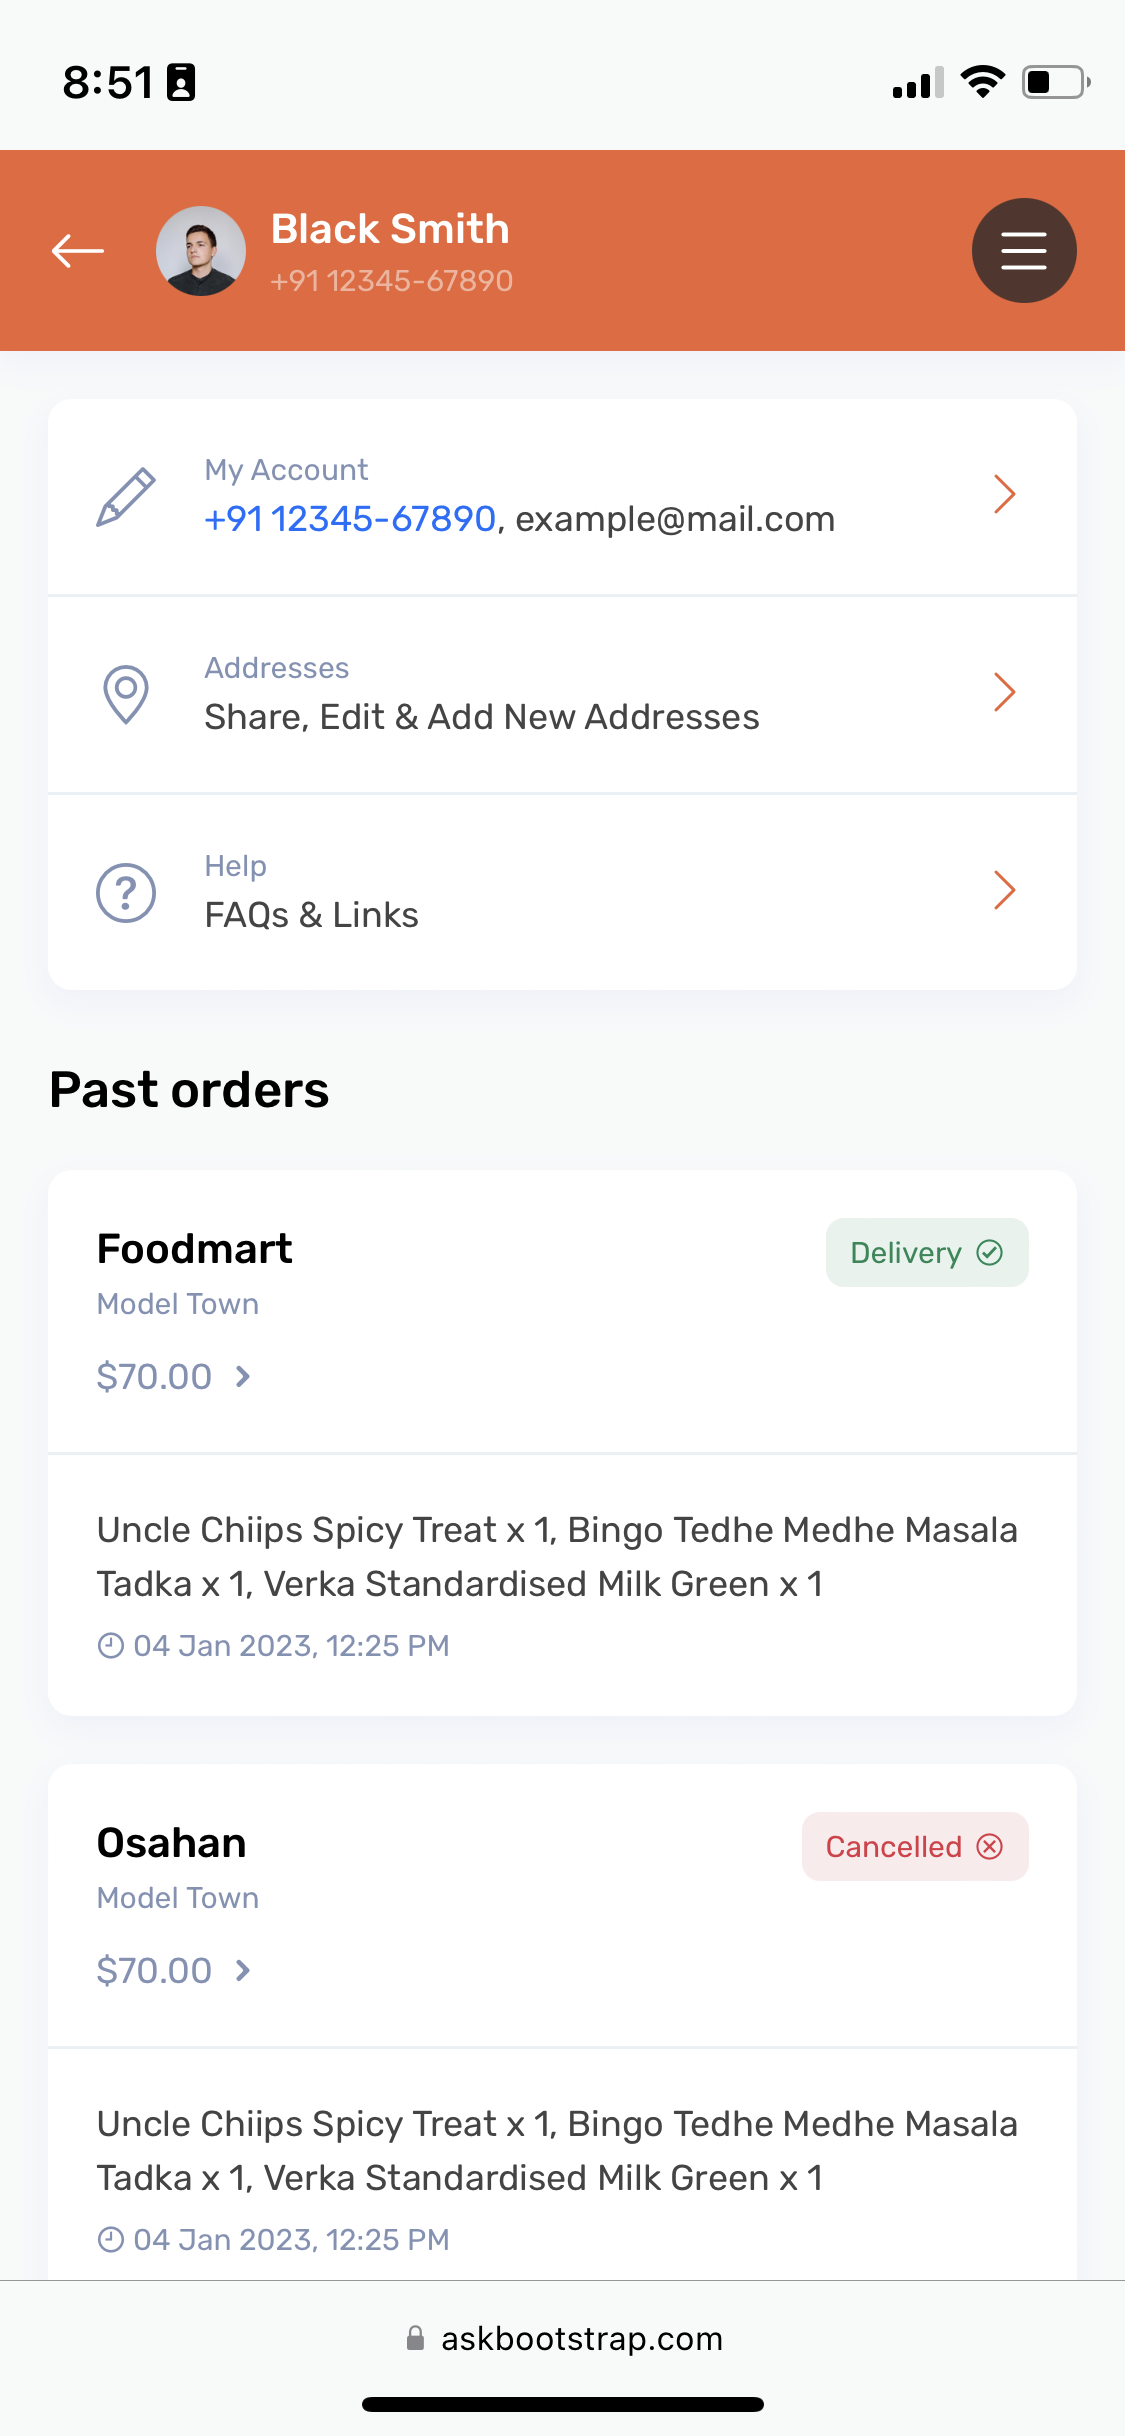 8:51
Black Smith
+91 12345-67890
My Account
+91 12345-67890, example@mail.com
Addresses
Share, Edit & Add New Addresses
Help
FAQs & Links
Past orders
Foodmart
Delivery
Model Town
$70.00
Uncle Chiips Spicy Treat x 1, Bingo Tedhe Medhe Masala
Tadka x 1, Verka Standardised Milk Green x 1
04 Jan 2023, 12:25 PM
Osahan
Cancelled
Model Town
$70.00
Uncle Chiips Spicy Treat x 1, Bingo Tedhe Medhe Masala
Tadka x 1, Verka Standardised Milk Green x 1
04 Jan 2023, 12:25 PM
askbootstrap.com